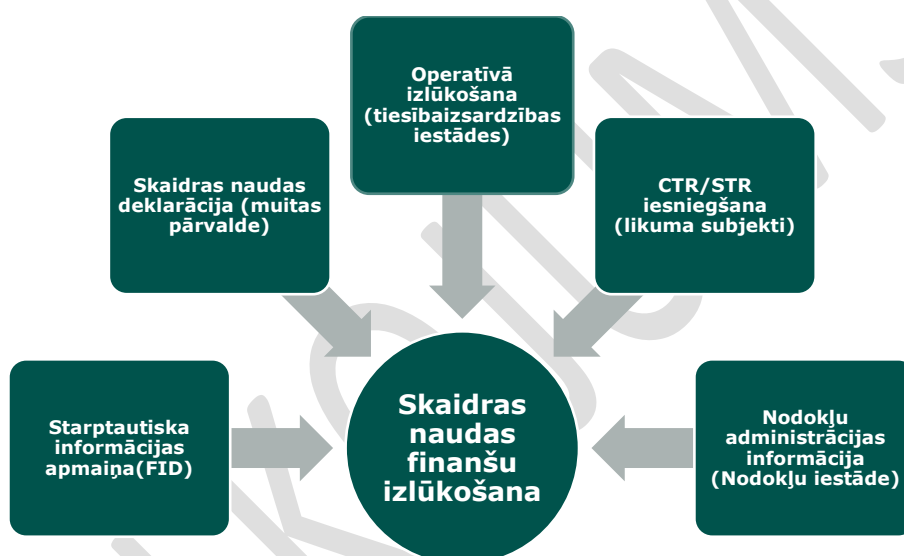 Operatīvā
izlūkošana
(tiesībaizsardzības
iestādes)
Skaidras naudas
deklarācija (muitas
pārvalde)
CTR/STR
iesniegšana
(likuma subjekti)
Starptautiska
informācijas
apmaiņa(FID)
Skaidras
naudas
finanšu
izlūkošana
Nodokļu
administrācijas
informācija
(Nodokļu iestāde)